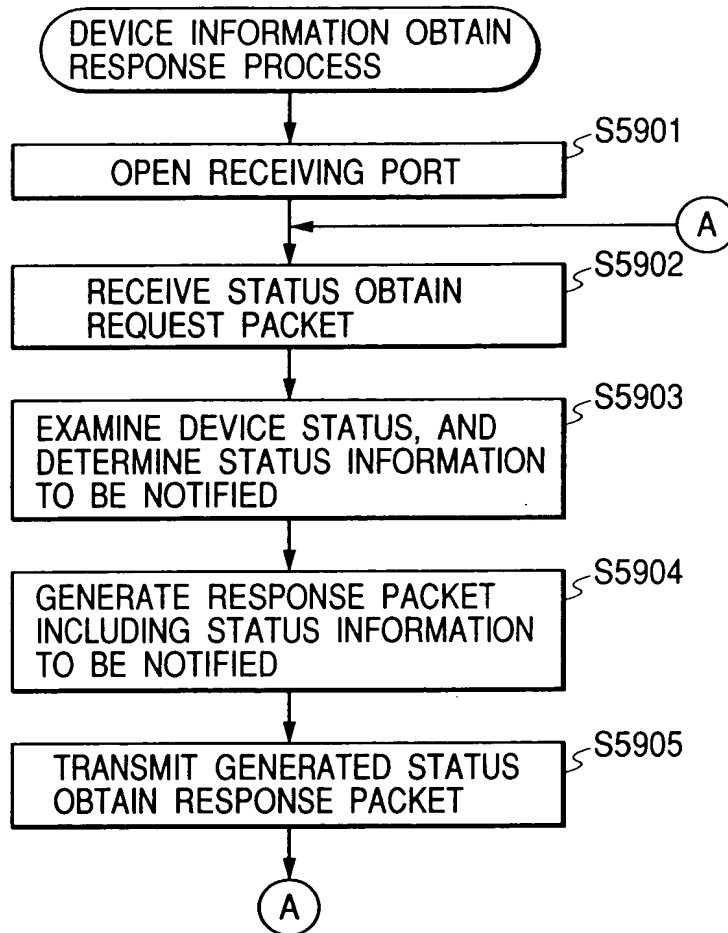 DEVICE INFORMATION OBTAIN
RESPONSE PROCESS
S5901
OPEN RECEIVING PORT
A
S5902
RECEIVE STATUS OBTAIN
REQUEST PACKET
S5903
EXAMINE DEVICE STATUS, AND
DETERMINE STATUS INFORMATION
TO BE NOTIFIED
S5904
GENERATE RESPONSE PACKET
INCLUDING STATUS INFORMATION
TO BE NOTIFIED
S5905
TRANSMIT GENERATED STATUS
OBTAIN RESPONSE PACKET
A